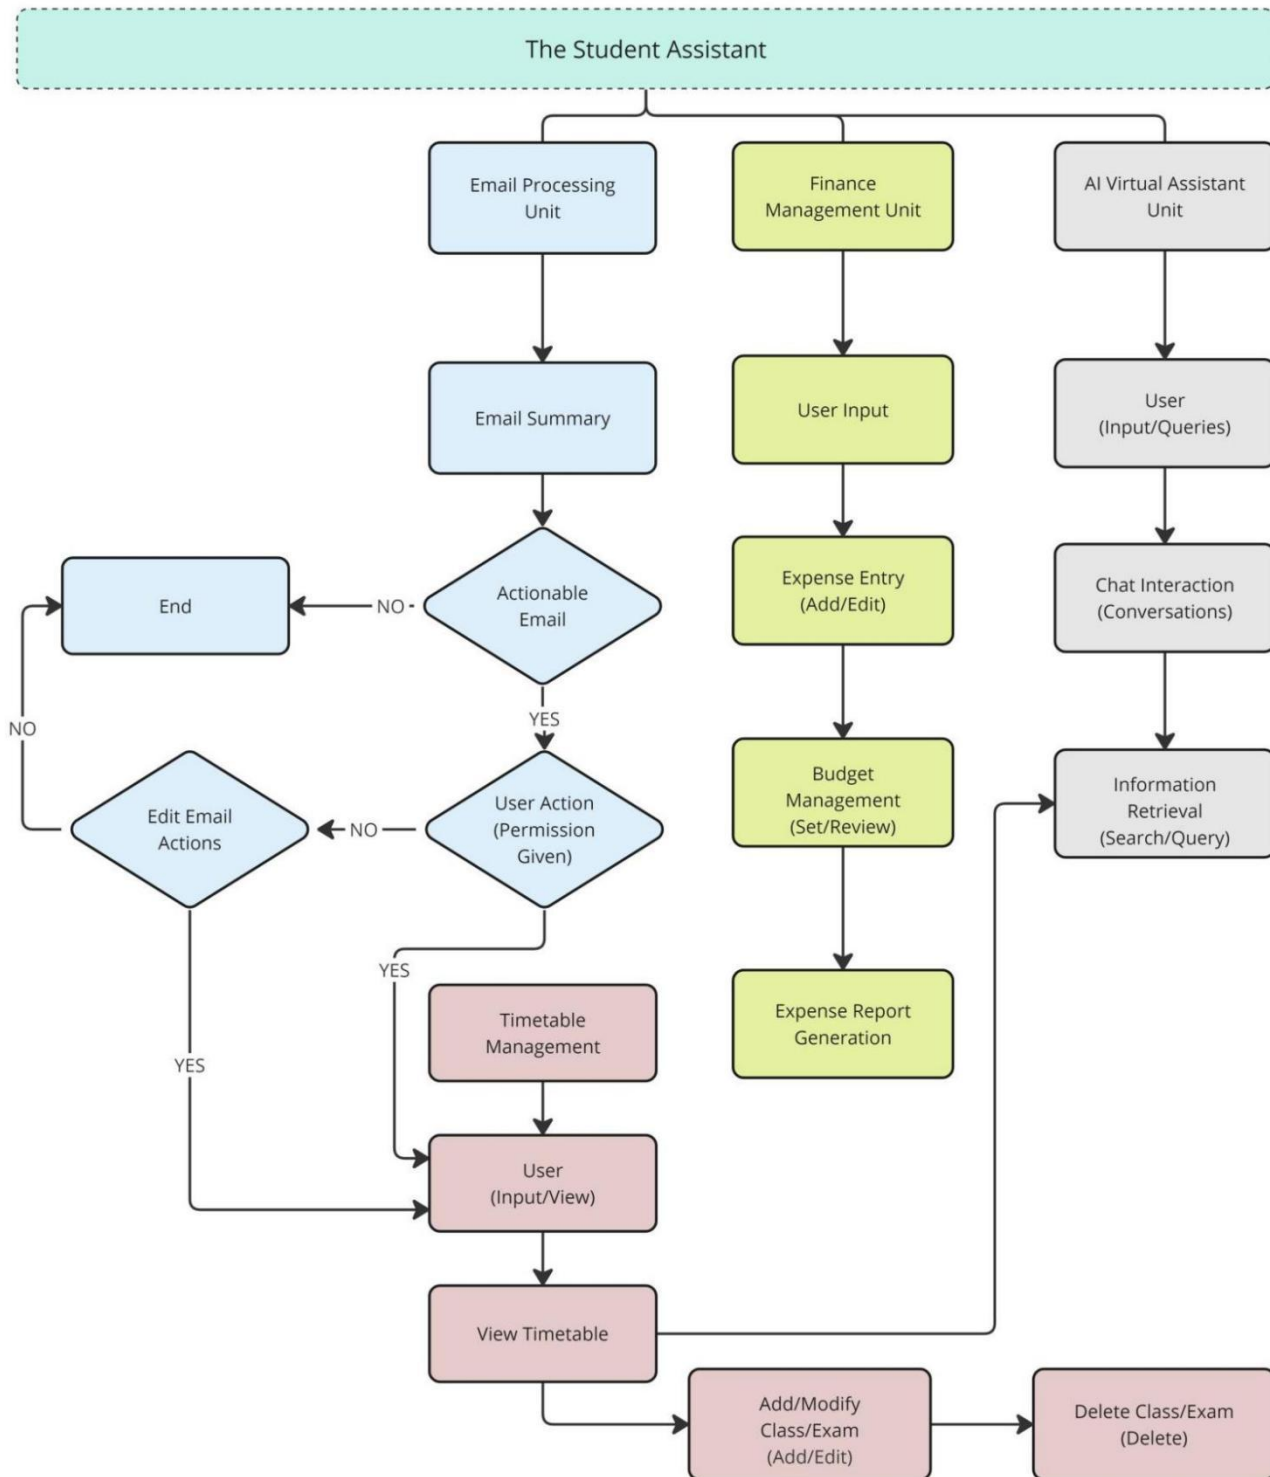 The Student Assistant
Email Processing
Unit
Finance
Management Unit
AI Virtual Assistant
Unit
Email Summary
User Input
User
(Input/Queries)
Actionable
Email
NO
End
Expense Entry
(Add/Edit)
Chat Interaction
(Conversations)
YES
NO
Edit Email
Actions
NO
User Action
(Permission
Given)
Budget
Management
(Set/Review)
Information
Retrieval
(Search/Query)
YES
YES
Timetable
Management
Expense Report
Generation
User
(Input/View)
View Timetable
Add/Modify
Class/Exam
(Add/Edit)
Delete Class/Exam
(Delete)